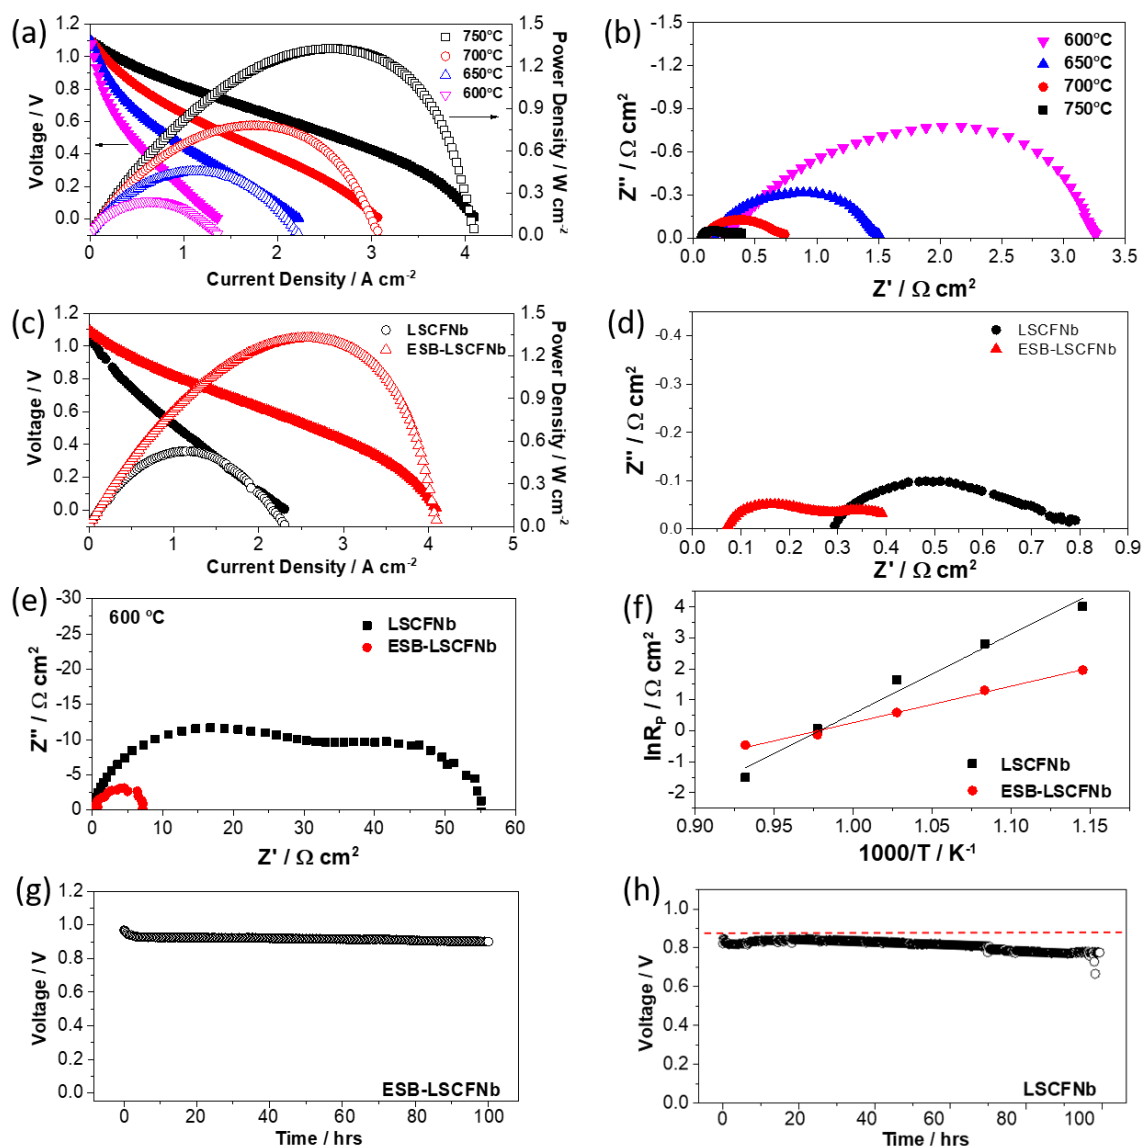 (a)
1.2
1.0
0.8
0.6
0.4
0.2
0.0
Voltage / V
0
1
2
3
4
Current Density / A cm-2
1.5
1.2
0.9
0.6
0.3
0.0
Power Density / W cm-2
750°C
700°C
650°C
600°C
(b)
-1.5
-1.2
-0.9
-0.6
-0.3
0.0
Z'' / Ω cm2
0.0
0.5
1.0
1.5
2.0
2.5
3.0
3.5
Z' / Ω cm2
600°C
650°C
700°C
750°C
(c)
1.2
1.0
0.8
0.6
0.4
0.2
0.0
Voltage / V
0
1
2
3
4
5
Current Density / A cm-2
1.5
1.2
0.9
0.6
0.3
0.0
Power Density / W cm-2
LSCFNb
ESB-LSCFNb
(d)
-0.4
-0.3
-0.2
-0.1
0.0
Z'' / Ω cm2
0.0
0.1
0.2
0.3
0.4
0.5
0.6
0.7
0.8
0.9
Z' / Ω cm2
LSCFNb
ESB-LSCFNb
(e)
600 °C
-30
-25
-20
-15
-10
-5
0
Z'' / Ω cm2
0
10
20
30
40
50
60
Z' / Ω cm2
LSCFNb
ESB-LSCFNb
(f)
4
3
2
1
0
-1
-2
lnRP / Ω cm2
0.90
0.95
1.00
1.05
1.10
1.15
1000/T / K-1
LSCFNb
ESB-LSCFNb
(g)
1.2
1.0
0.8
0.6
0.4
0.2
0.0
Voltage / V
0
20
40
60
80
100
Time / hrs
ESB-LSCFNb
(h)
1.0
0.8
0.6
0.4
0.2
0.0
Voltage / V
0
20
40
60
80
100
Time / hrs
LSCFNb